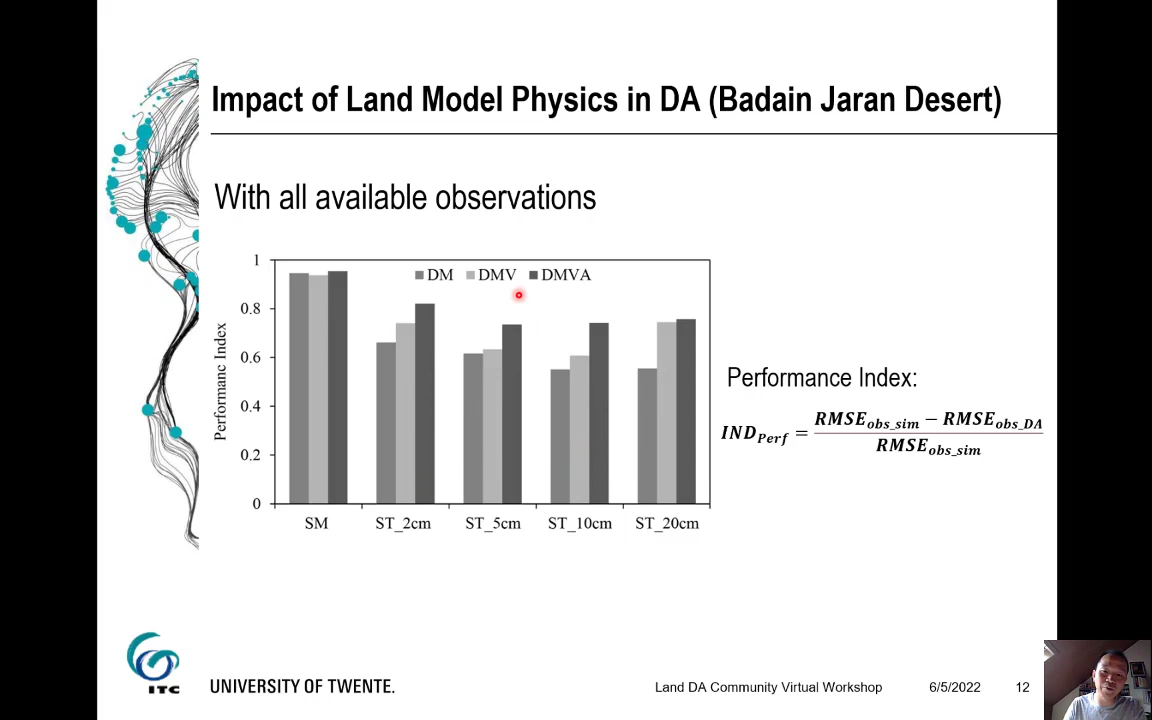 Impact of Land Model Physics in DA (Badain Jaran Desert)
With all available observations
DM DMV DMVA
1
0.8
0.6
0.4
0.2
0
Performanc Index
SM ST_2cm ST_5cm ST_10cm ST_20cm
Performance Index:
IND_Perf = (RMSE_obs_sim − RMSE_obs_DA) / RMSE_obs_sim
ITC
UNIVERSITY OF TWENTE.
Land DA Community Virtual Workshop 6/5/2022 12